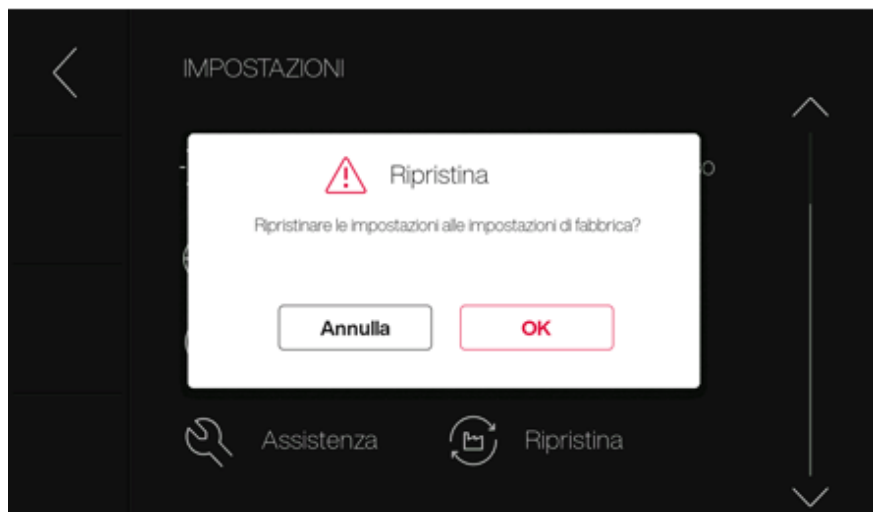 IMPOSTAZIONI
Ripristina
Ripristinare le impostazioni alle impostazioni di fabbrica?
Annulla
OK
Assistenza
Ripristina